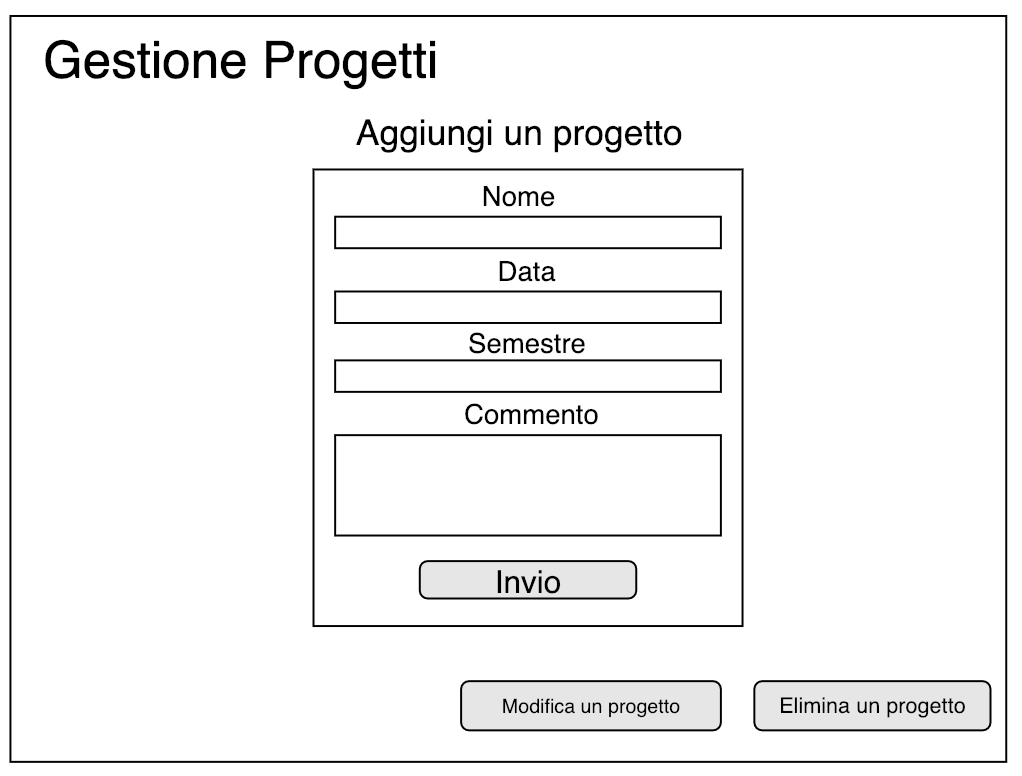 Gestione Progetti
Aggiungi un progetto
Nome
Data
Semestre
Commento
Invio
Modifica un progetto
Elimina un progetto